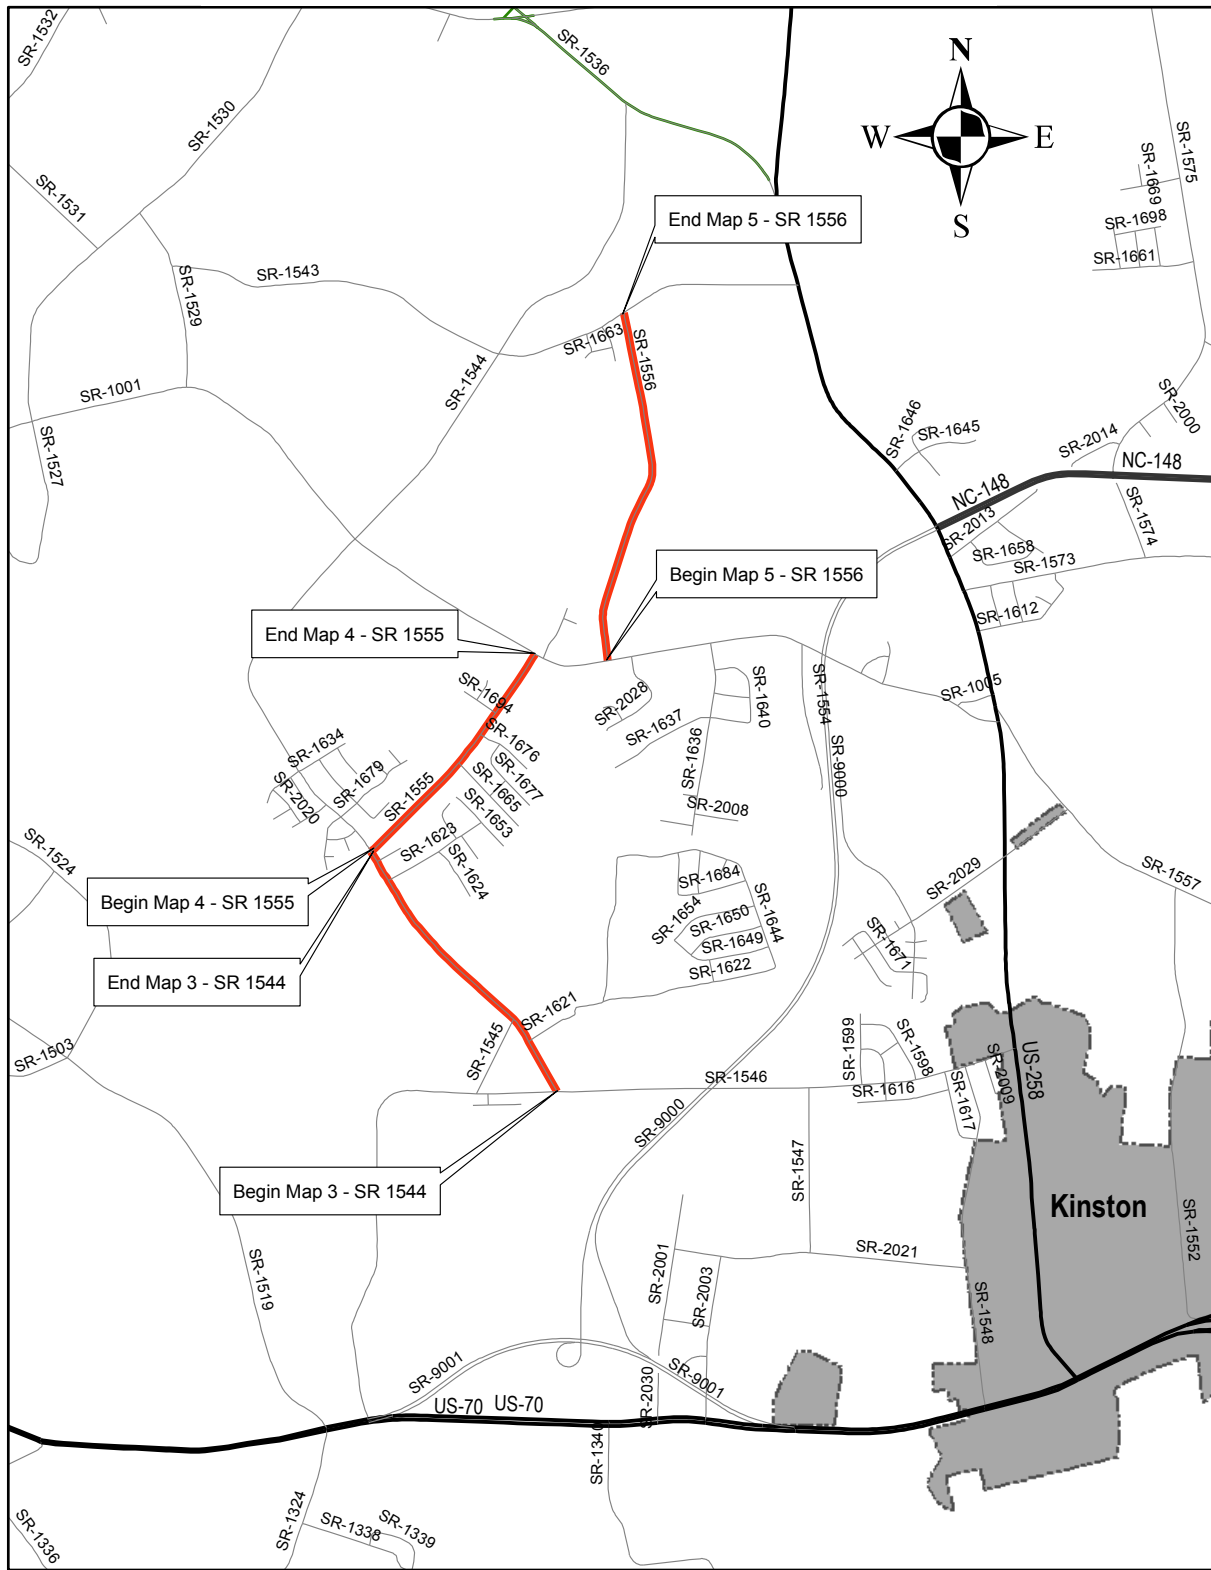 SR-1532
SR-1536
N
SR-1530
W
E
SR-1575
SR-1669
SR-1531
S
End Map 5 - SR 1556
SR-1698
SR-1661
SR-1543
SR-1529
SR-1663
SR-1556
SR-1544
SR-1001
SR-1646
SR-1645
SR-2000
SR-2014
SR-1527
NC-148
NC-148
SR-2013
SR-1574
SR-1658
SR-1573
Begin Map 5 - SR 1556
SR-1612
End Map 4 - SR 1555
SR-1694
SR-2028
SR-1640
SR-1554
SR-1005
SR-1637
SR-1676
SR-1634
SR-1636
SR-1677
SR-9000
SR-1679
SR-1555
SR-1665
SR-2020
SR-2008
SR-1653
SR-1623
SR-1524
SR-1624
SR-2029
SR-1557
SR-1684
Begin Map 4 - SR 1555
SR-1654
SR-1650
SR-1644
SR-1649
SR-1671
SR-1622
End Map 3 - SR 1544
SR-1621
SR-1545
SR-1599
SR-1598
SR-1503
SR-2009
US-258
SR-1546
SR-1616
SR-1617
SR-9000
SR-1547
Begin Map 3 - SR 1544
Kinston
SR-1552
SR-2001
SR-2021
SR-2003
SR-1519
SR-1548
SR-9001
SR-9001
SR-2030
US-70
US-70
SR-1340
SR-1324
SR-1338
SR-1339
SR-1336